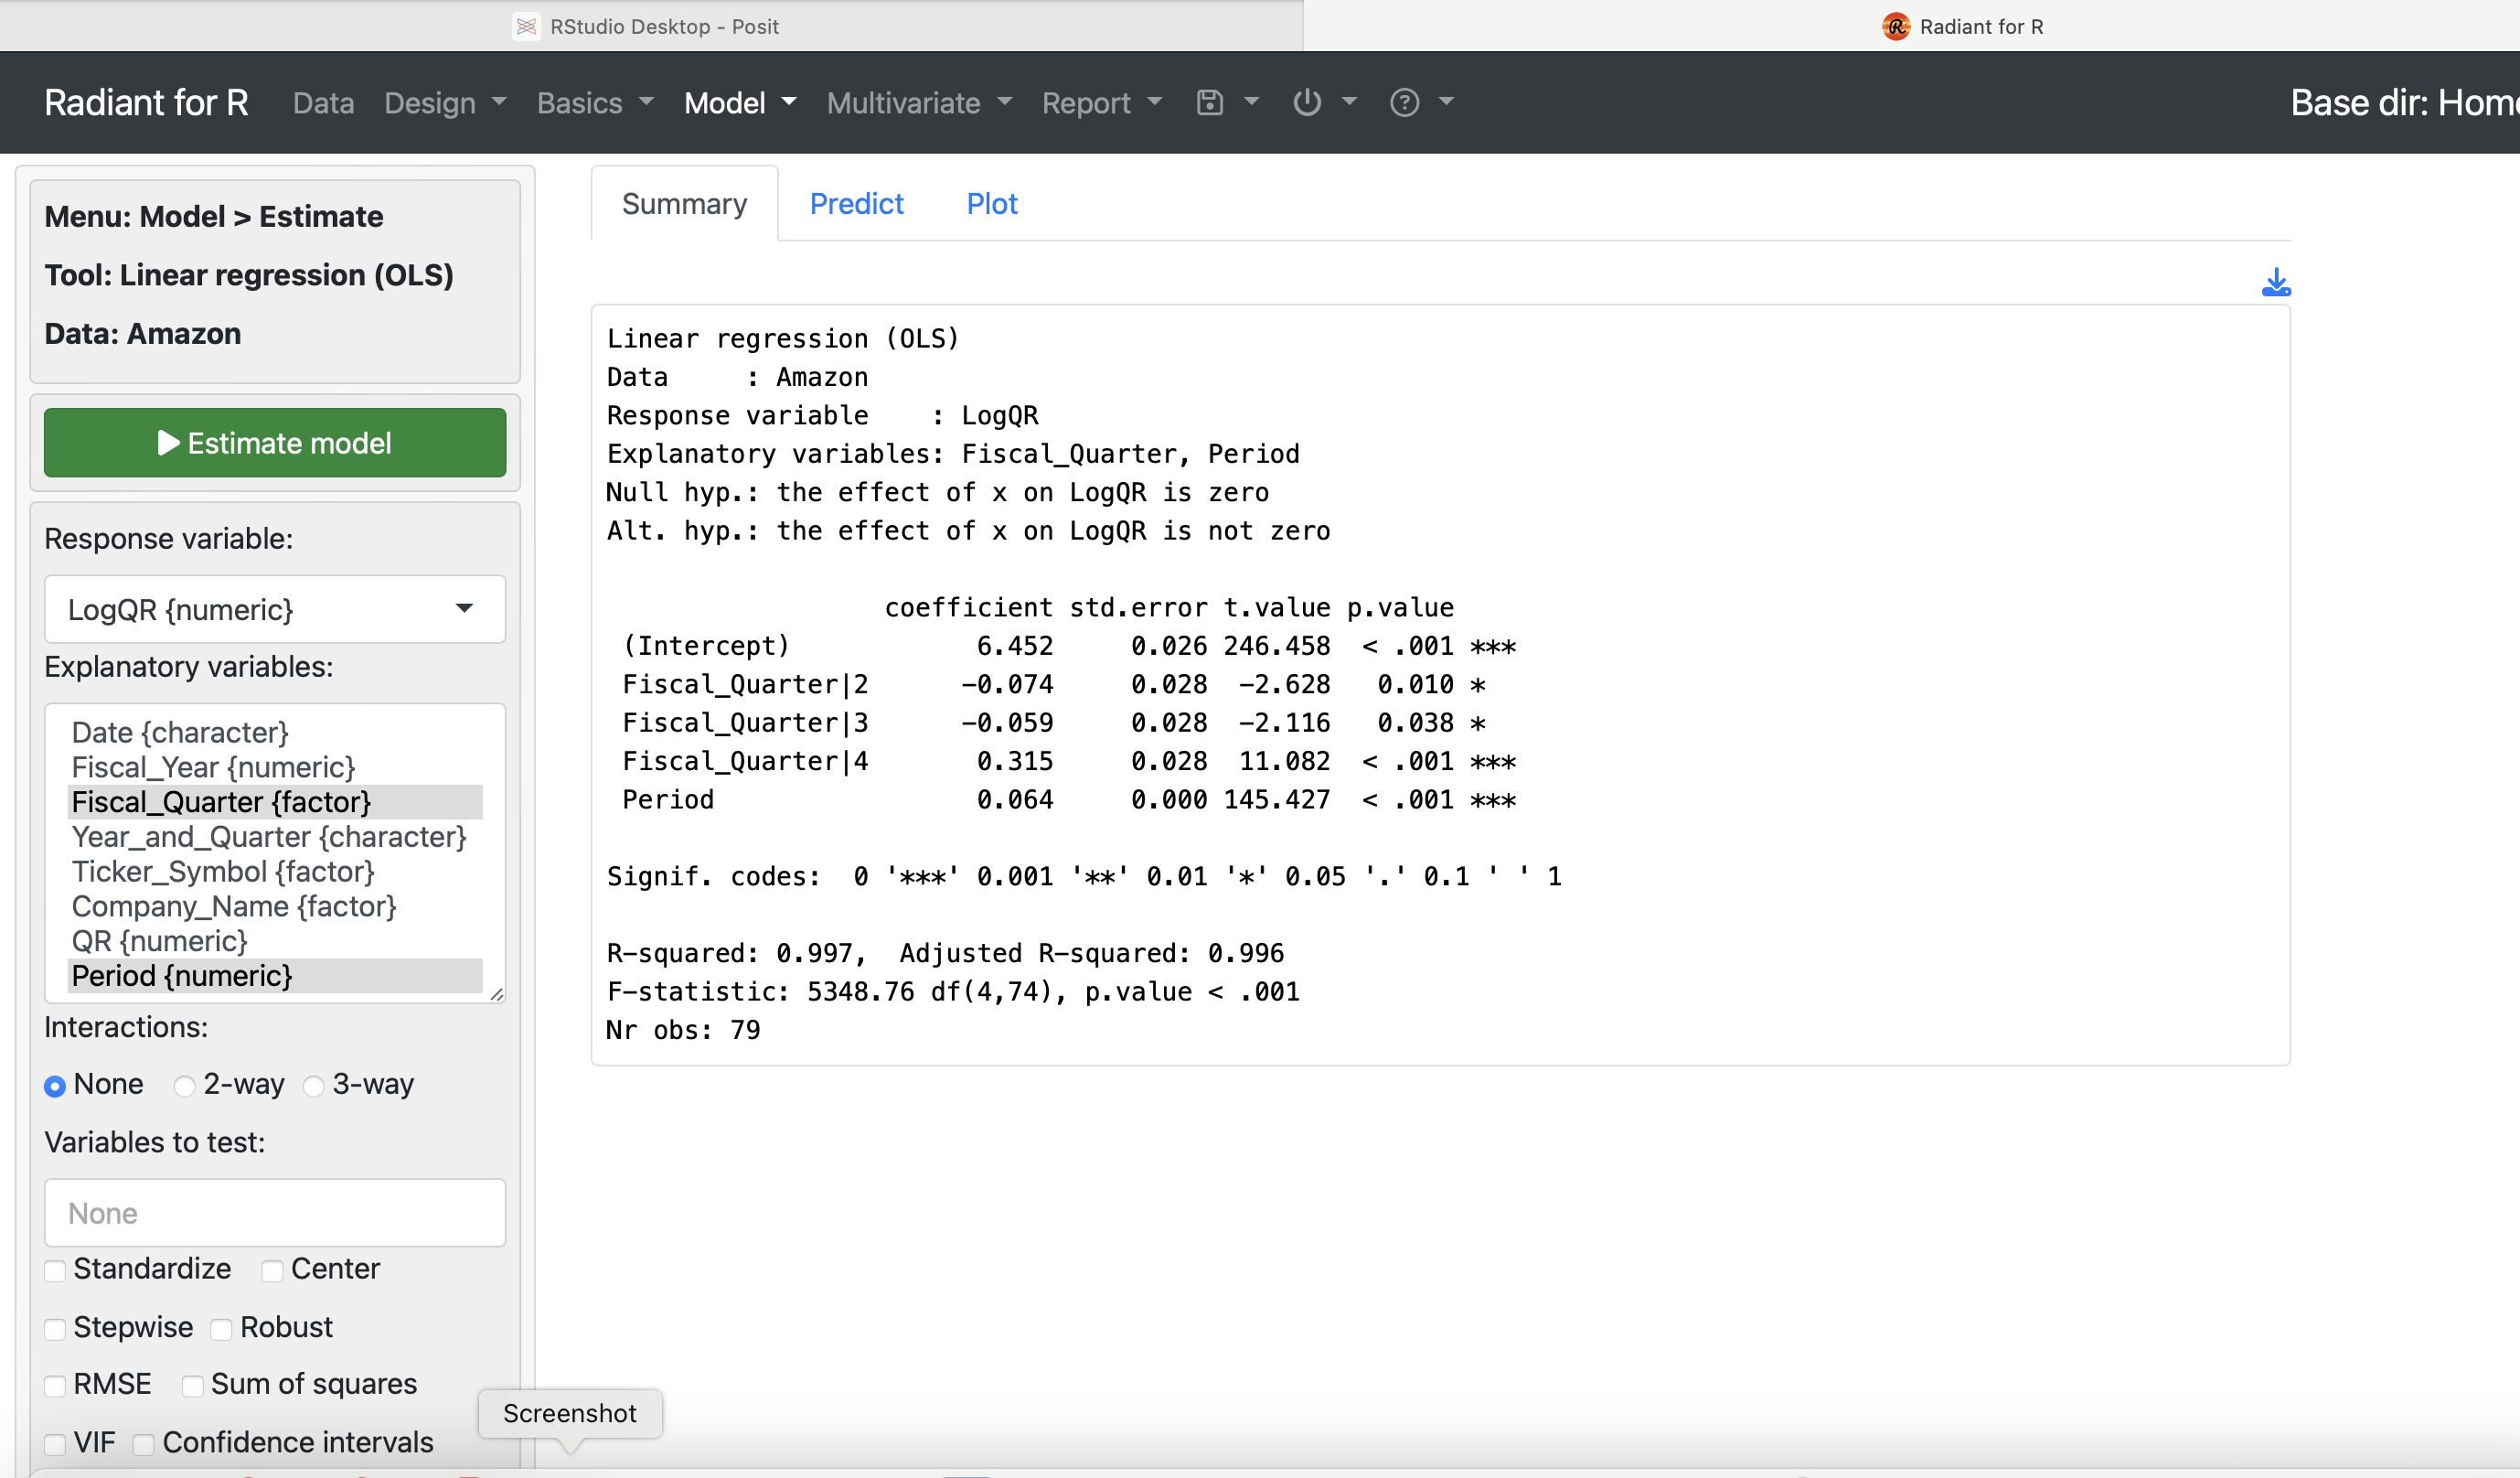 RStudio Desktop - Posit
Radiant for R
Radiant for R Data Design Basics Model Multivariate Report Base dir: Hom
Menu: Model > Estimate
Tool: Linear regression (OLS)
Data: Amazon
Estimate model
Response variable:
LogQR {numeric}
Explanatory variables:
Date {character}
Fiscal_Year {numeric}
Fiscal_Quarter {factor}
Year_and_Quarter {character}
Ticker_Symbol {factor}
Company_Name {factor}
QR {numeric}
Period {numeric}
Interactions:
None 2-way 3-way
Variables to test:
None
Standardize Center
Stepwise Robust
RMSE Sum of squares
VIF Confidence intervals
Screenshot
Summary Predict Plot
Linear regression (OLS)
Data     : Amazon
Response variable    : LogQR
Explanatory variables: Fiscal_Quarter, Period
Null hyp.: the effect of x on LogQR is zero
Alt. hyp.: the effect of x on LogQR is not zero
coefficient std.error t.value p.value
(Intercept) 6.452 0.026 246.458 < .001 ***
Fiscal_Quarter|2 -0.074 0.028 -2.628 0.010 *
Fiscal_Quarter|3 -0.059 0.028 -2.116 0.038 *
Fiscal_Quarter|4 0.315 0.028 11.082 < .001 ***
Period 0.064 0.000 145.427 < .001 ***
Signif. codes:  0 '***' 0.001 '**' 0.01 '*' 0.05 '.' 0.1 ' ' 1
R-squared: 0.997,  Adjusted R-squared: 0.996
F-statistic: 5348.76 df(4,74), p.value < .001
Nr obs: 79